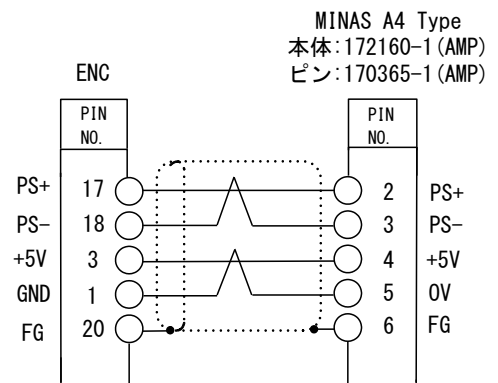 MINAS A4 Type
本体:172160-1(AMP)
ピン:170365-1(AMP)
ENC
PIN NO.
PIN NO.
PS+ 17 2 PS+
PS- 18 3 PS-
+5V 3 4 +5V
GND 1 5 0V
FG 20 6 FG